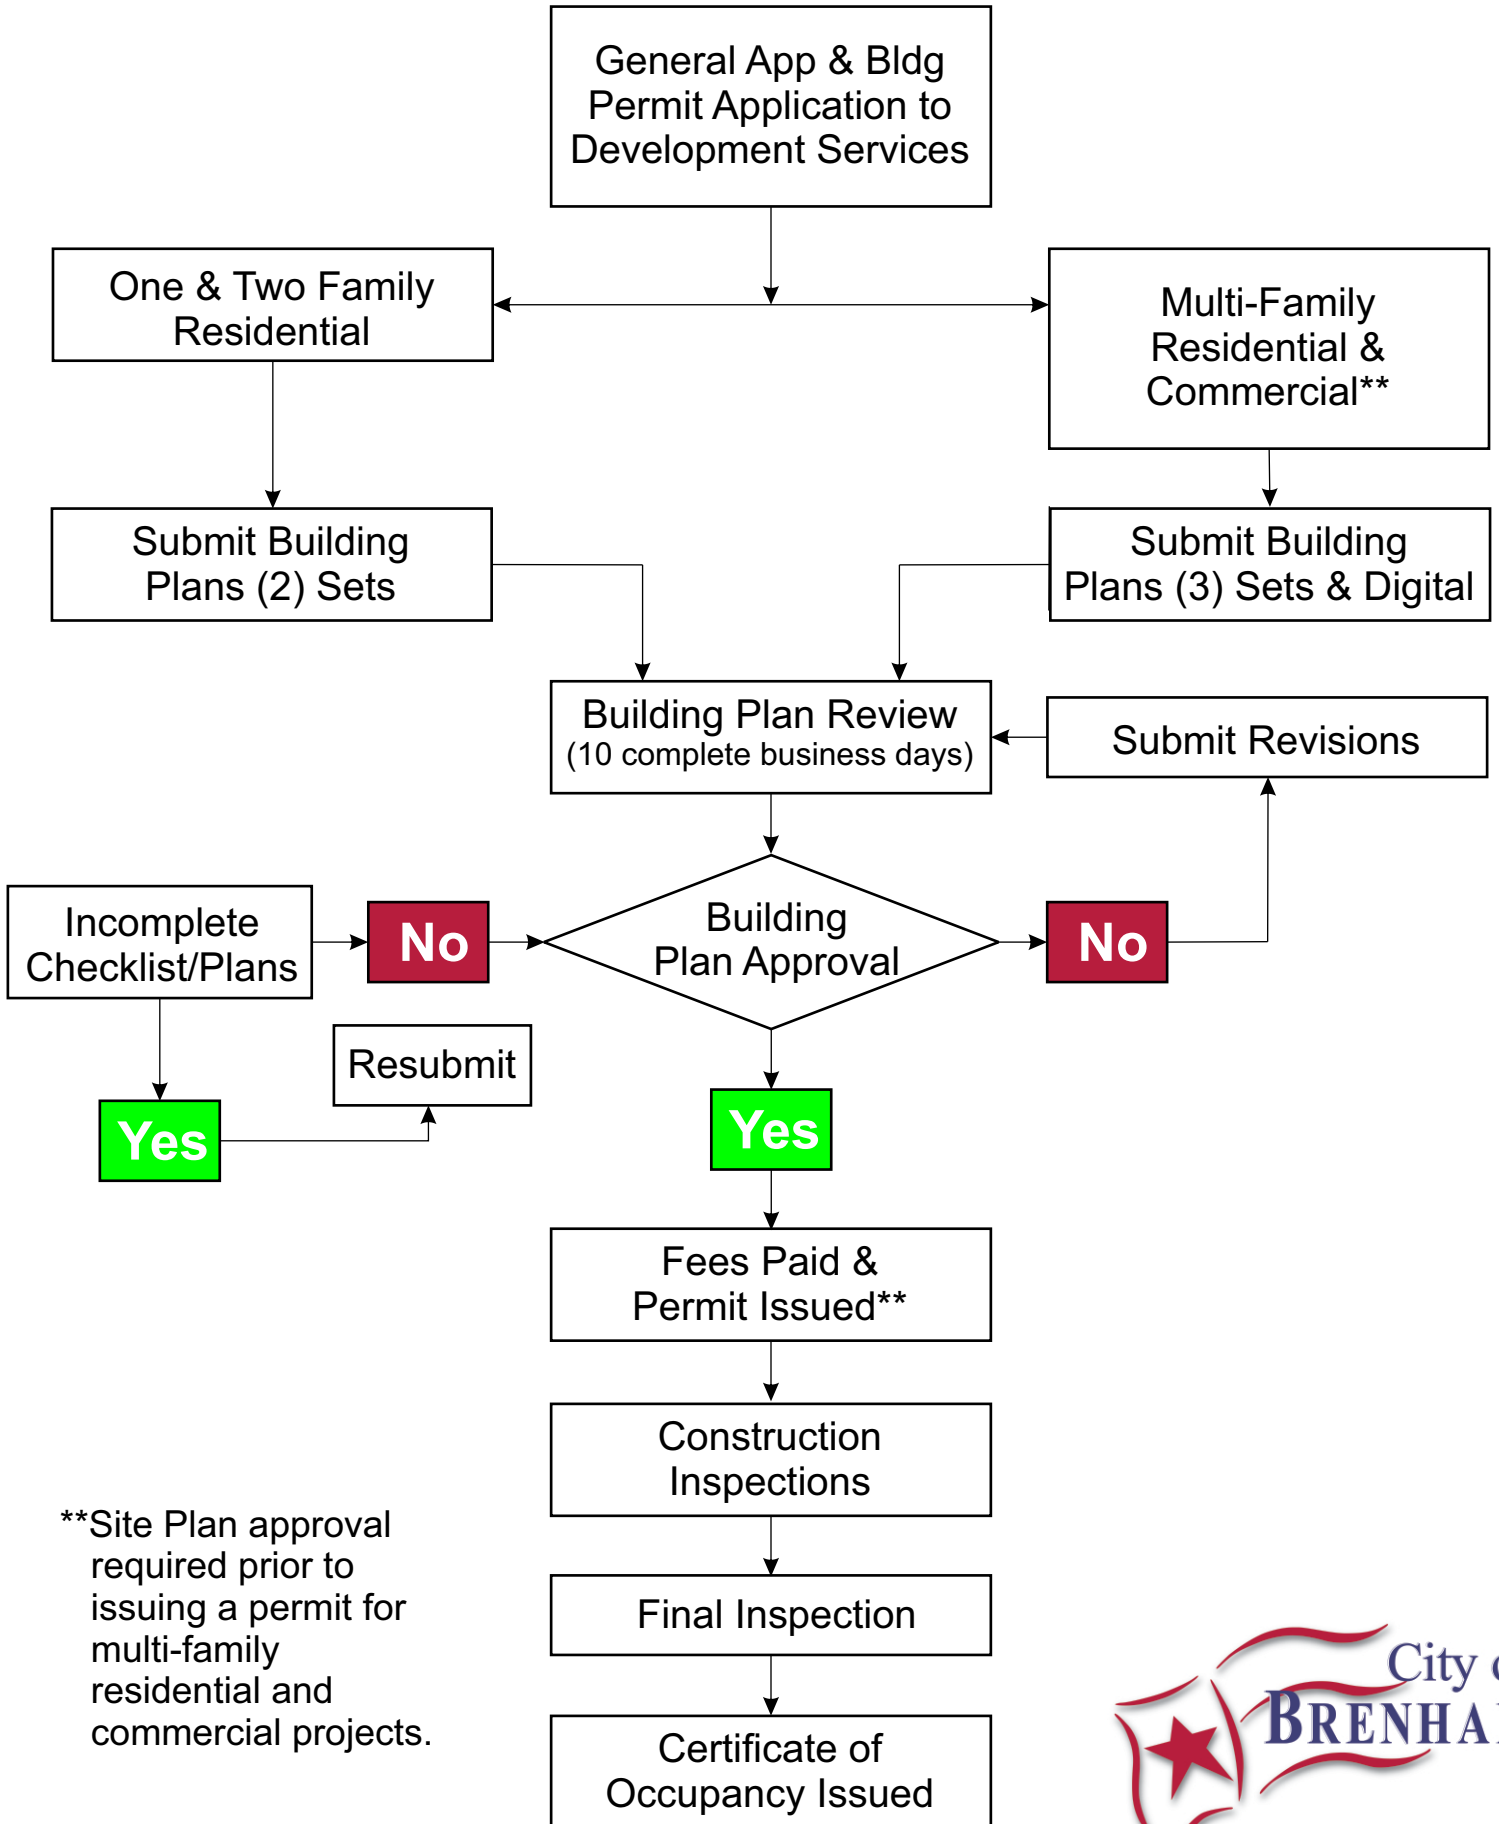 General App & Bldg
Permit Application to
Development Services
One & Two Family
Residential
Multi-Family
Residential &
Commercial**
Submit Building
Plans (2) Sets
Submit Building
Plans (3) Sets & Digital
Building Plan Review
(10 complete business days)
Submit Revisions
Incomplete
Checklist/Plans
No
Building
Plan Approval
No
Resubmit
Yes
Yes
Fees Paid &
Permit Issued**
Construction
Inspections
**Site Plan approval
required prior to
issuing a permit for
multi-family
residential and
commercial projects.
Final Inspection
Certificate of
Occupancy Issued
City